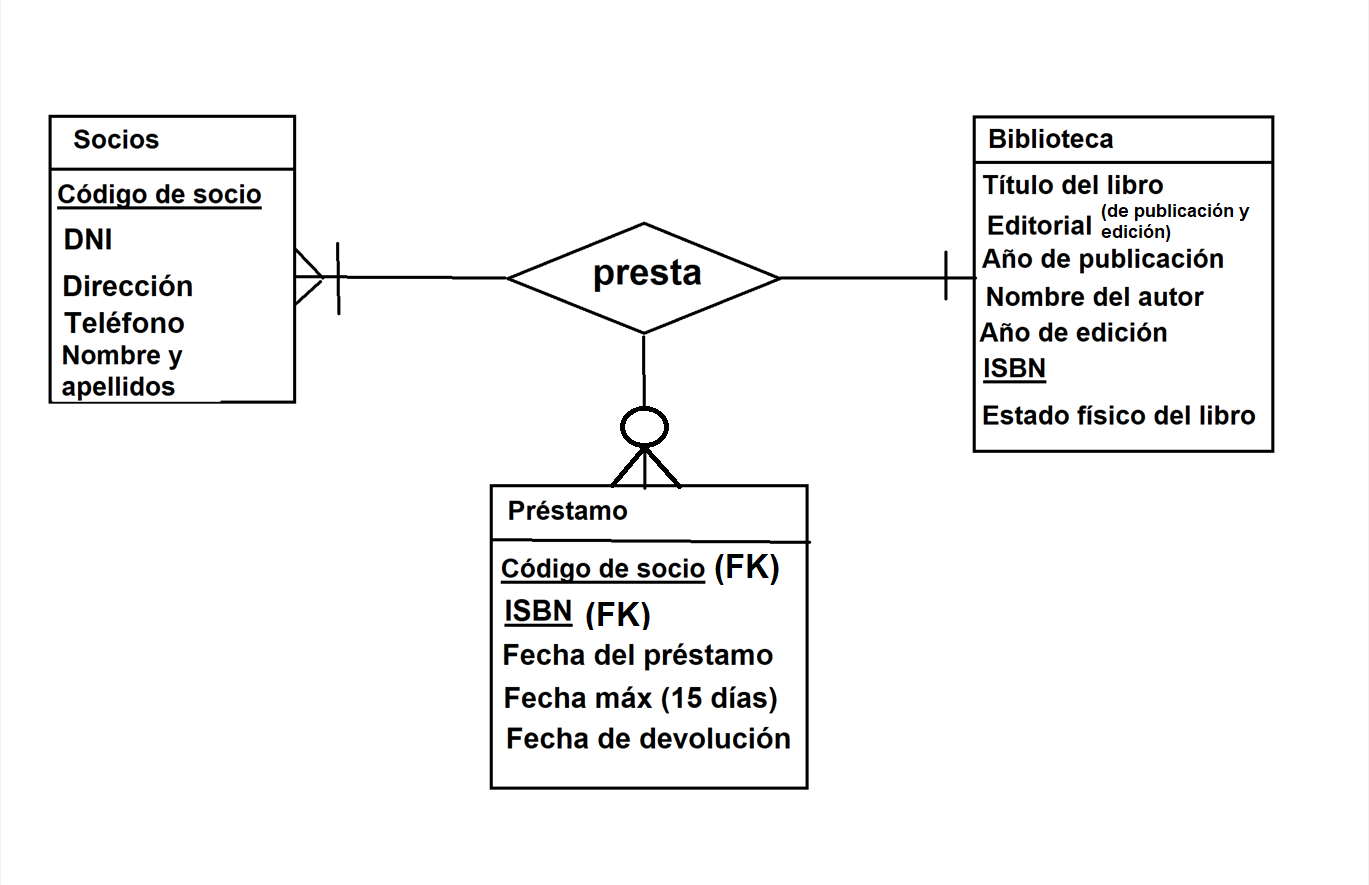 Socios
Código de socio
DNI
Dirección
Teléfono
Nombre y
apellidos
presta
Biblioteca
Título del libro
Editorial (de publicación y
edición)
Año de publicación
Nombre del autor
Año de edición
ISBN
Estado físico del libro
Préstamo
Código de socio (FK)
ISBN (FK)
Fecha del préstamo
Fecha máx (15 días)
Fecha de devolución